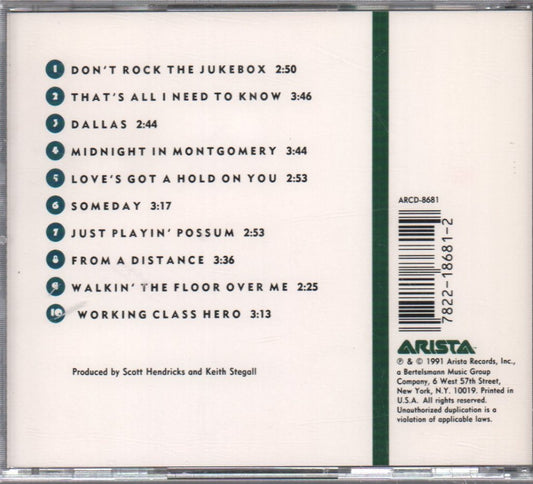 1 DON'T ROCK THE JUKEBOX 2:50
2 THAT'S ALL I NEED TO KNOW 3:46
3 DALLAS 2:44
4 MIDNIGHT IN MONTGOMERY 3:44
5 LOVE'S GOT A HOLD ON YOU 2:53
6 SOMEDAY 3:17
7 JUST PLAYIN' POSSUM 2:53
8 FROM A DISTANCE 3:36
9 WALKIN' THE FLOOR OVER ME 2:25
10 WORKING CLASS HERO 3:13
Produced by Scott Hendricks and Keith Stegall
ARCD-8681
7822-18681-2
ARISTA™
℗ & © 1991 Arista Records, Inc.,
a Bertelsmann Music Group
Company, 6 West 57th Street,
New York, N.Y. 10019. Printed in
U.S.A. All rights reserved.
Unauthorized duplication is a
violation of applicable laws.